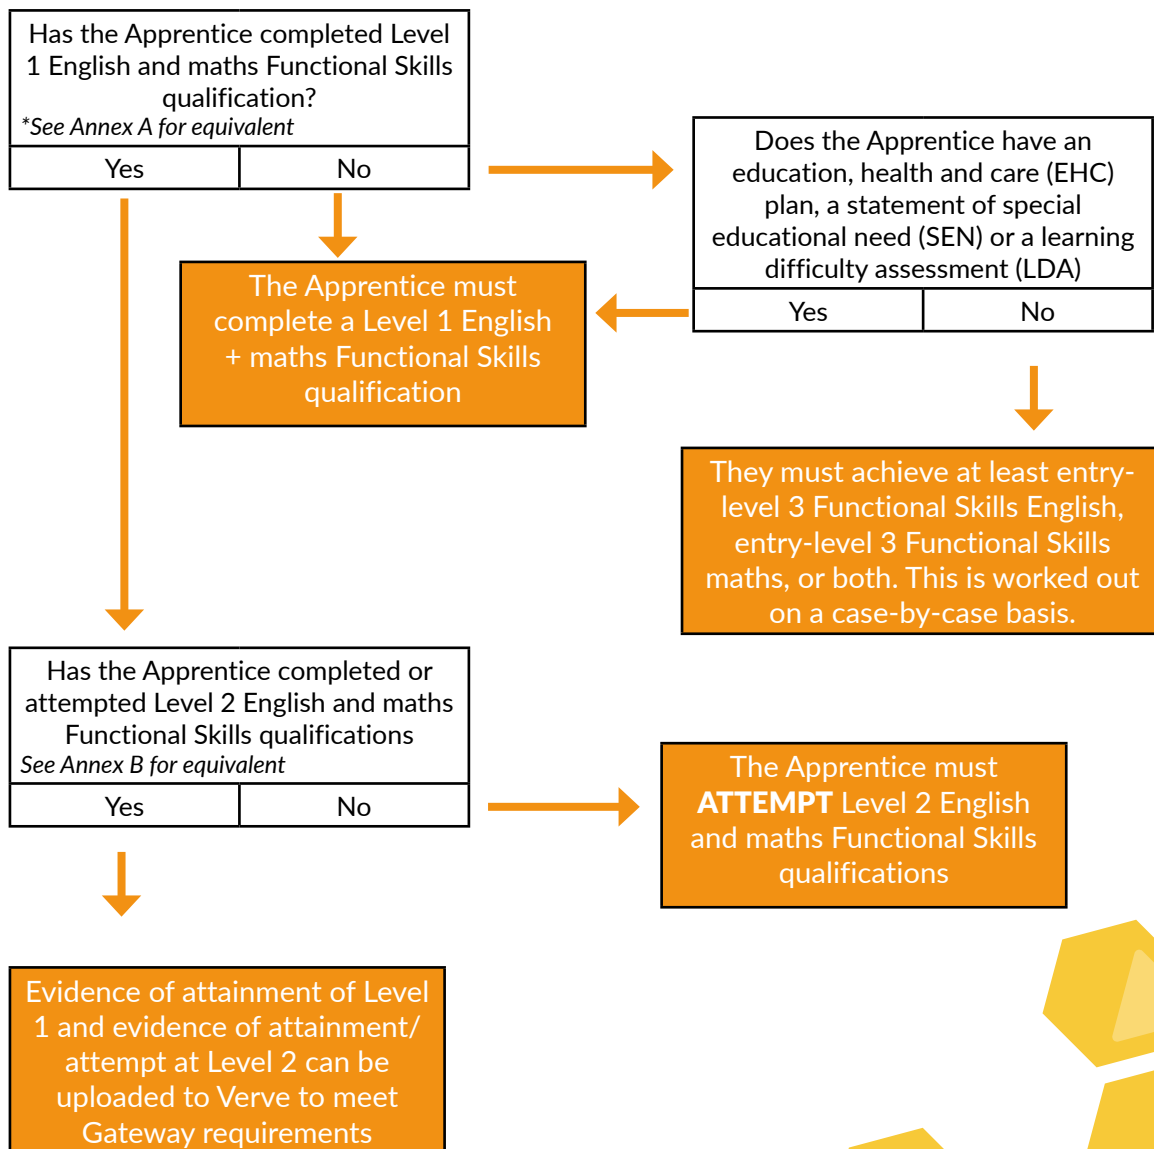 Has the Apprentice completed Level
1 English and maths Functional Skills
qualification?
*See Annex A for equivalent
Yes
No
Does the Apprentice have an
education, health and care (EHC)
plan, a statement of special
educational need (SEN) or a learning
difficulty assessment (LDA)
Yes
No
The Apprentice must
complete a Level 1 English
+ maths Functional Skills
qualification
They must achieve at least entry-
level 3 Functional Skills English,
entry-level 3 Functional Skills
maths, or both. This is worked out
on a case-by-case basis.
Has the Apprentice completed or
attempted Level 2 English and maths
Functional Skills qualifications
See Annex B for equivalent
Yes
No
The Apprentice must
ATTEMPT Level 2 English
and maths Functional Skills
qualifications
Evidence of attainment of Level
1 and evidence of attainment/
attempt at Level 2 can be
uploaded to Verve to meet
Gateway requirements